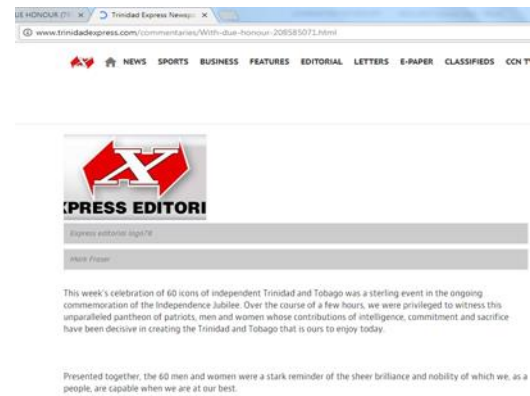 US HONOUR (T
Trinidad Express Newspa
www.trinidadexpress.com/commentaries/With-due-honour-208585071.html
NEWS SPORTS BUSINESS FEATURES EDITORIAL LETTERS E-PAPER CLASSIFIEDS CCN T
X
XPRESS EDITORI
Express editorial logo78
Mark Fraser
This week's celebration of 60 icons of independent Trinidad and Tobago was a sterling event in the ongoing
commemoration of the Independence Jubilee. Over the course of a few hours, we were privileged to witness this
unparalleled pantheon of patriots, men and women whose contributions of intelligence, commitment and sacrifice
have been decisive in creating the Trinidad and Tobago that is ours to enjoy today.
Presented together, the 60 men and women were a stark reminder of the sheer brilliance and nobility of which we, as a
people, are capable when we are at our best.